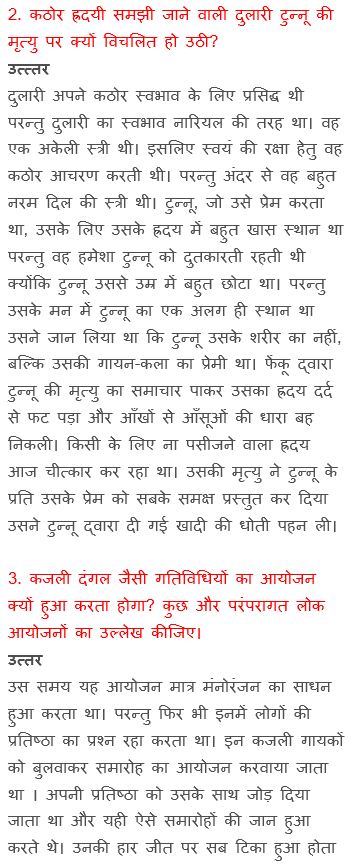 2. कठोर ह्रदयी समझी जाने वाली दुलारी टुन्नू की
मृत्यु पर क्यों विचलित हो उठी?
उत्त्तर
दुलारी अपने कठोर स्वभाव के लिए प्रसिद्ध थी
परन्तु दुलारी का स्वभाव नारियल की तरह था। वह
एक अकेली स्त्री थी। इसलिए स्वयं की रक्षा हेतु वह
कठोर आचरण करती थी। परन्तु अंदर से वह बहुत
नरम दिल की स्त्री थी। टुन्नू, जो उसे प्रेम करता
था, उसके लिए उसके ह्रदय में बहुत खास स्थान था
परन्तु वह हमेशा टुन्नू को दुतकारती रहती थी
क्योंकि टुन्नू उससे उम्र में बहुत छोटा था। परन्तु
उसके मन में टुन्नू का एक अलग ही स्थान था
उसने जान लिया था कि टुन्नू उसके शरीर का नहीं,
बल्कि उसकी गायन-कला का प्रेमी था। फेंकू द्वारा
टुन्नू की मृत्यु का समाचार पाकर उसका ह्रदय दर्द
से फट पड़ा और आँखों से आँसूओं की धारा बह
निकली। किसी के लिए ना पसीजने वाला ह्रदय
आज चीत्कार कर रहा था। उसकी मृत्यु ने टुन्नू के
प्रति उसके प्रेम को सबके समक्ष प्रस्तुत कर दिया
उसने टुन्नू द्वारा दी गई खादी की धोती पहन ली।
3. कजली दंगल जैसी गतिविधियों का आयोजन
क्यों हुआ करता होगा? कुछ और परंपरागत लोक
आयोजनों का उल्लेख कीजिए।
उत्तर
उस समय यह आयोजन मात्र मंनोरंजन का साधन
हुआ करता था। परन्तु फिर भी इनमें लोगों की
प्रतिष्ठा का प्रश्न रहा करता था। इन कजली गायकों
को बुलवाकर समारोह का आयोजन करवाया जाता
था । अपनी प्रतिष्ठा को उसके साथ जोड़ दिया
जाता था और यही ऐसे समारोहों की जान हुआ
करते थे। उनकी हार जीत पर सब टिका हुआ होता